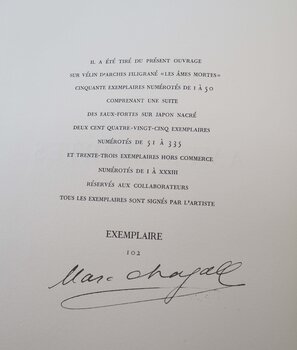 IL A ÉTÉ TIRÉ DU PRÉSENT OUVRAGE
SUR VÉLIN D'ARCHES FILIGRANÉ «LES ÂMES MORTES»
CINQUANTE EXEMPLAIRES NUMÉROTÉS DE 1 À 50
COMPRENANT UNE SUITE
DES EAUX-FORTES SUR JAPON NACRÉ
DEUX CENT QUATRE-VINGT-CINQ EXEMPLAIRES
NUMÉROTÉS DE 51 À 335
ET TRENTE-TROIS EXEMPLAIRES HORS COMMERCE
NUMÉROTÉS DE I À XXXIII
RÉSERVÉS AUX COLLABORATEURS
TOUS LES EXEMPLAIRES SONT SIGNÉS PAR L'ARTISTE
EXEMPLAIRE
102
Marc Chagall